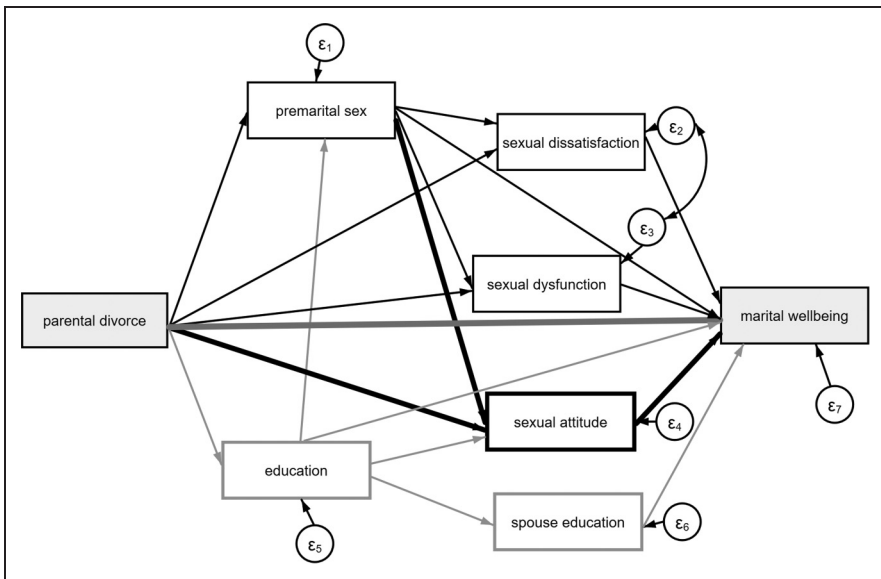 ε1
premarital sex
sexual dissatisfaction
ε2
ε3
sexual dysfunction
parental divorce
marital wellbeing
sexual attitude
ε4
ε7
education
spouse education
ε6
ε5